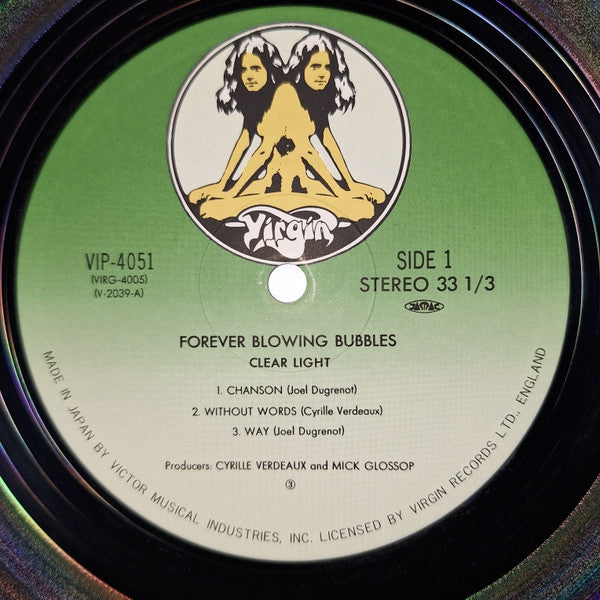 Virgin
VIP-4051
(VIRG-4005)
(V-2039-A)
SIDE 1
STEREO 33 1/3
JASRAC
FOREVER BLOWING BUBBLES
CLEAR LIGHT
1. CHANSON (Joel Dugrenot)
2. WITHOUT WORDS (Cyrille Verdeaux)
3. WAY (Joel Dugrenot)
Producers: CYRILLE VERDEAUX and MICK GLOSSOP
③
MADE IN JAPAN BY VICTOR MUSICAL INDUSTRIES, INC. LICENSED BY VIRGIN RECORDS LTD., ENGLAND